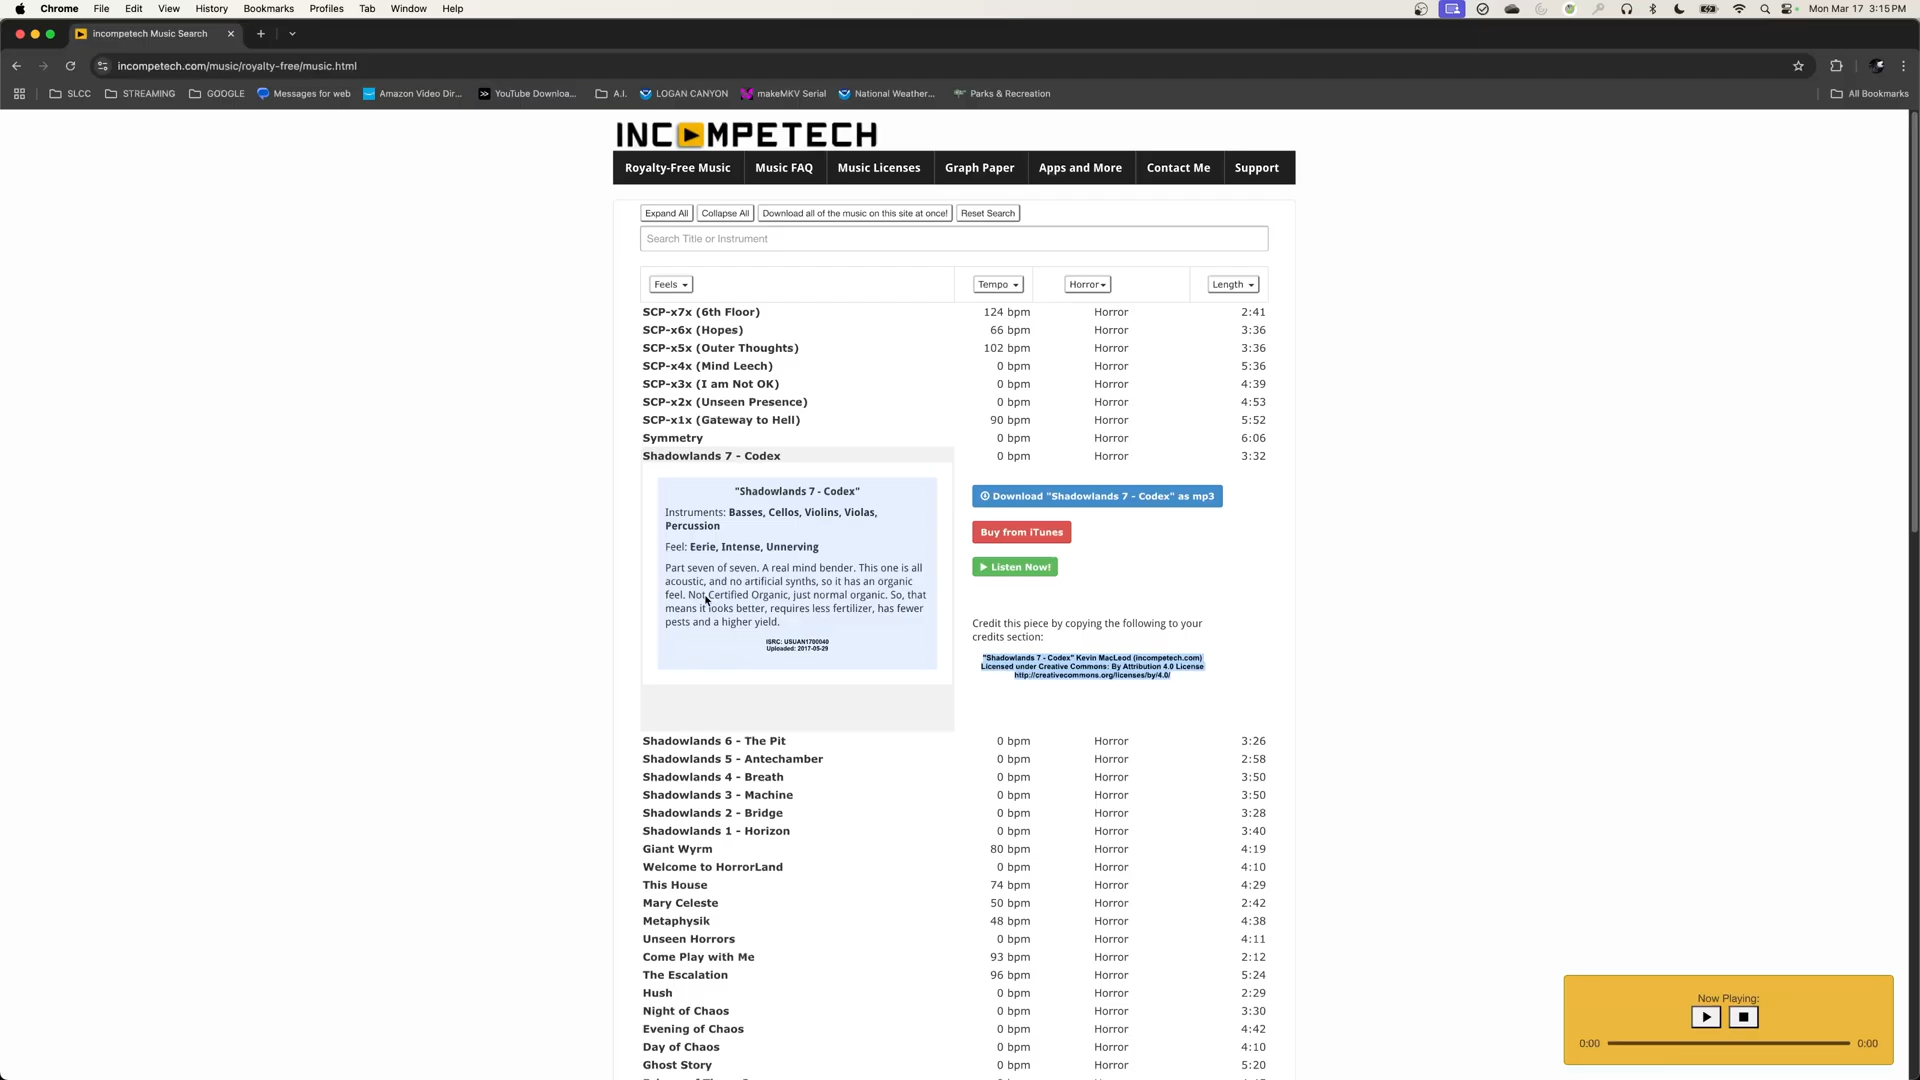 Chrome File Edit View History Bookmarks Profiles Tab Window Help Mon Mar 17 3:15 PM
incompetech Music Search
incompetech.com/music/royalty-free/music.html
SLCC STREAMING GOOGLE Messages for web Amazon Video Dir... YouTube Downloa... A.I. LOGAN CANYON makeMKV Serial National Weather... Parks & Recreation All Bookmarks
INCOMPETECH
Royalty-Free Music Music FAQ Music Licenses Graph Paper Apps and More Contact Me Support
Expand All Collapse All Download all of the music on this site at once! Reset Search
Search Title or Instrument
Feels Tempo Horror Length
SCP-x7x (6th Floor) 124 bpm Horror 2:41
SCP-x6x (Hopes) 66 bpm Horror 3:36
SCP-x5x (Outer Thoughts) 102 bpm Horror 3:36
SCP-x4x (Mind Leech) 0 bpm Horror 5:36
SCP-x3x (I am Not OK) 0 bpm Horror 4:39
SCP-x2x (Unseen Presence) 0 bpm Horror 4:53
SCP-x1x (Gateway to Hell) 90 bpm Horror 5:52
Symmetry 0 bpm Horror 6:06
Shadowlands 7 - Codex 0 bpm Horror 3:32
"Shadowlands 7 - Codex"
Instruments: Basses, Cellos, Violins, Violas,
Percussion
Feel: Eerie, Intense, Unnerving
Part seven of seven. A real mind bender. This one is all
acoustic, and no artificial synths, so it has an organic
feel. Not Certified Organic, just normal organic. So, that
means it looks better, requires less fertilizer, has fewer
pests and a higher yield.
ISRC: USUAN1700040
Uploaded: 2017-05-29
Download "Shadowlands 7 - Codex" as mp3
Buy from iTunes
Listen Now!
Credit this piece by copying the following to your
credits section:
"Shadowlands 7 - Codex" Kevin MacLeod (incompetech.com)
Licensed under Creative Commons: By Attribution 4.0 License
http://creativecommons.org/licenses/by/4.0/
Shadowlands 6 - The Pit 0 bpm Horror 3:26
Shadowlands 5 - Antechamber 0 bpm Horror 2:58
Shadowlands 4 - Breath 0 bpm Horror 3:50
Shadowlands 3 - Machine 0 bpm Horror 3:50
Shadowlands 2 - Bridge 0 bpm Horror 3:28
Shadowlands 1 - Horizon 0 bpm Horror 3:40
Giant Wyrm 80 bpm Horror 4:19
Welcome to HorrorLand 0 bpm Horror 4:10
This House 74 bpm Horror 4:29
Mary Celeste 50 bpm Horror 2:42
Metaphysik 48 bpm Horror 4:38
Unseen Horrors 0 bpm Horror 4:11
Come Play with Me 93 bpm Horror 2:12
The Escalation 96 bpm Horror 5:24
Hush 0 bpm Horror 2:29
Night of Chaos 0 bpm Horror 3:30
Evening of Chaos 0 bpm Horror 4:42
Day of Chaos 0 bpm Horror 4:10
Ghost Story 0 bpm Horror 5:20
Now Playing:
0:00 0:00